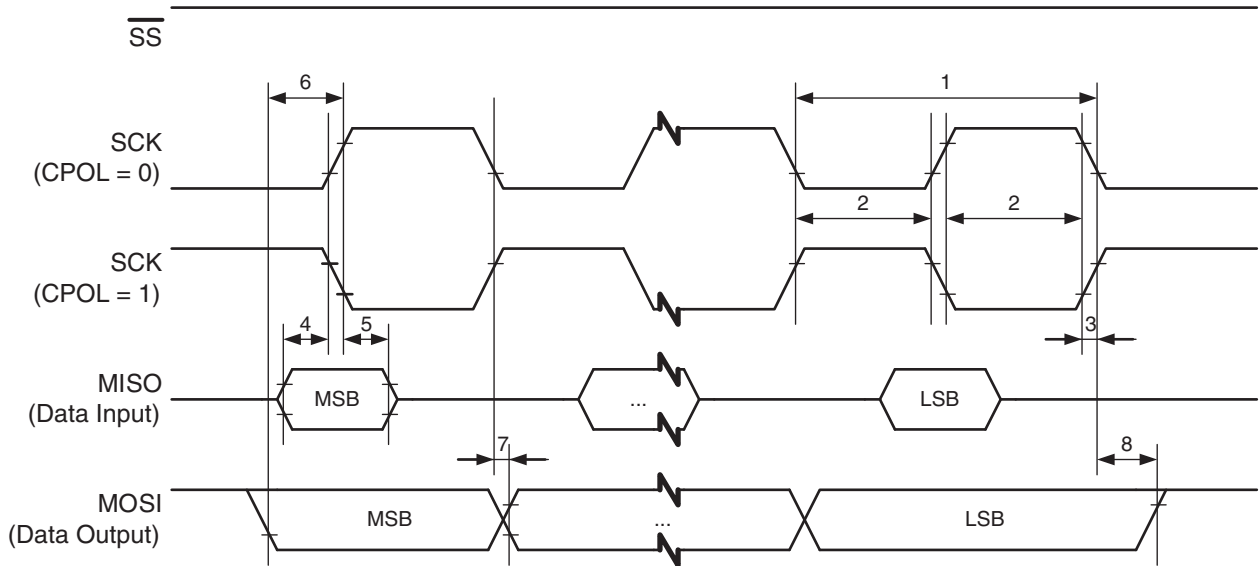 SS
6
1
SCK
(CPOL = 0)
2
2
SCK
(CPOL = 1)
4
5
3
MISO
(Data Input)
MSB
...
LSB
7
8
MOSI
(Data Output)
MSB
...
LSB